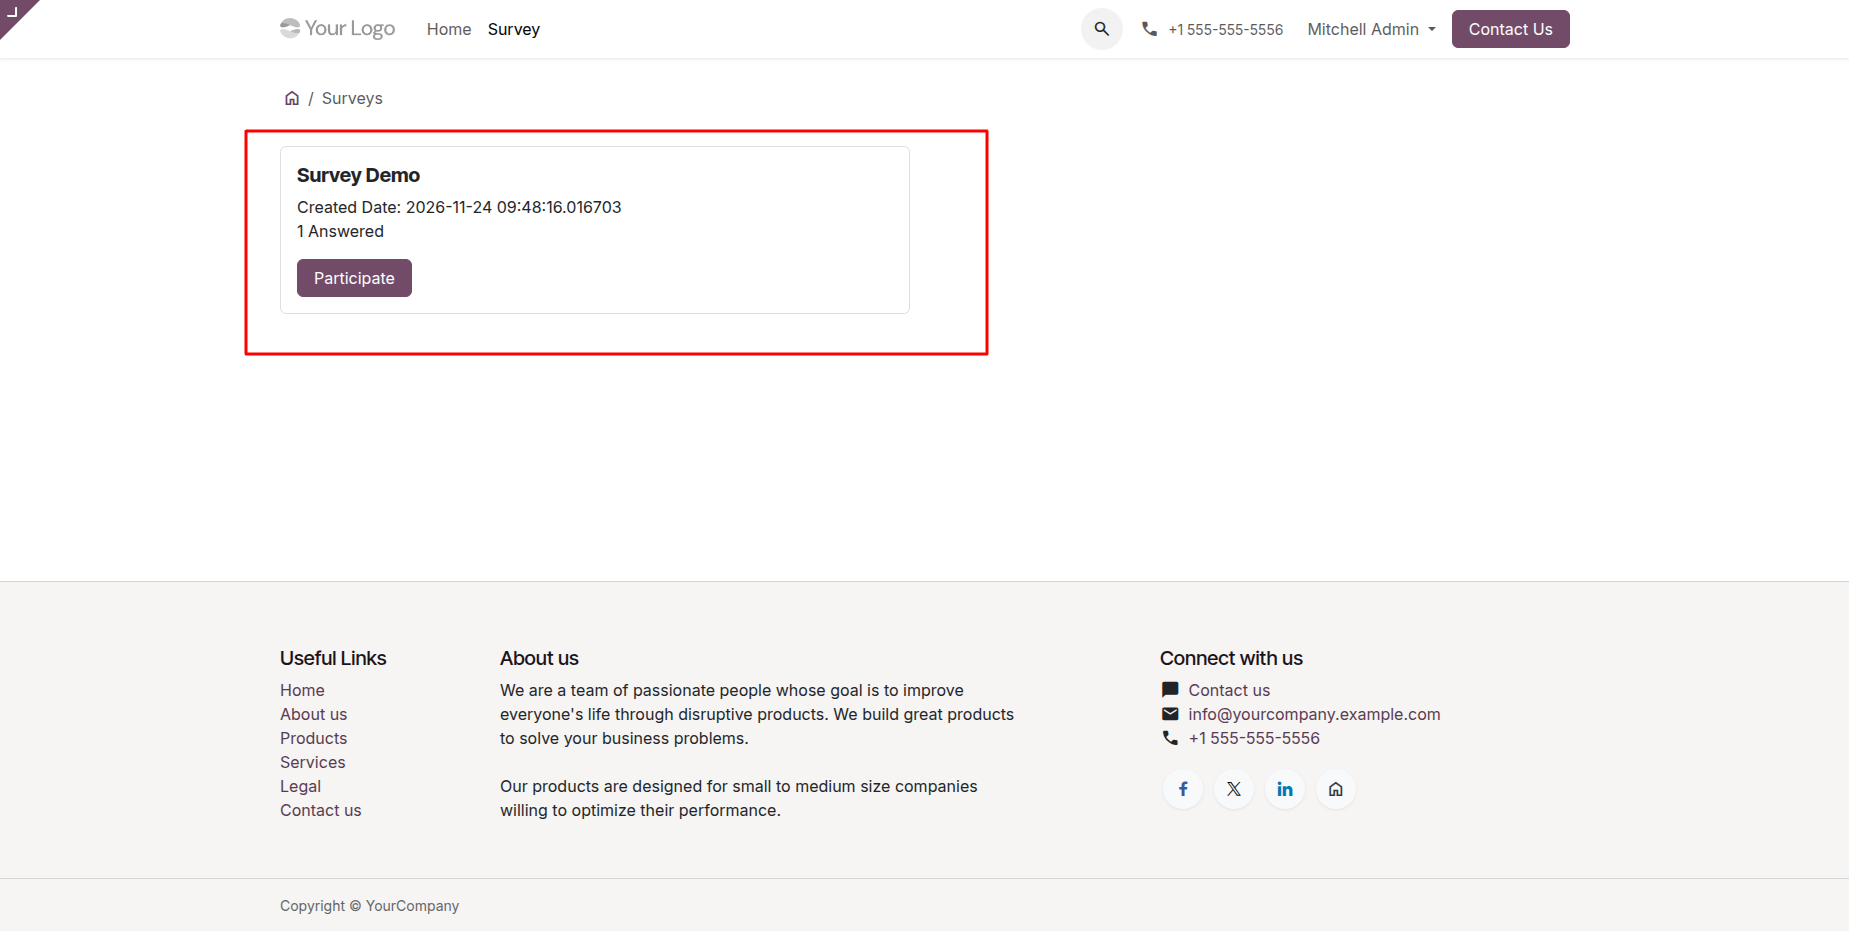 Your Logo
Home
Survey
+1 555-555-5556
Mitchell Admin
Contact Us
/ Surveys
Survey Demo
Created Date: 2026-11-24 09:48:16.016703
1 Answered
Participate
Useful Links
Home
About us
Products
Services
Legal
Contact us
About us
We are a team of passionate people whose goal is to improve
everyone's life through disruptive products. We build great products
to solve your business problems.
Our products are designed for small to medium size companies
willing to optimize their performance.
Connect with us
Contact us
info@yourcompany.example.com
+1 555-555-5556
Copyright © YourCompany